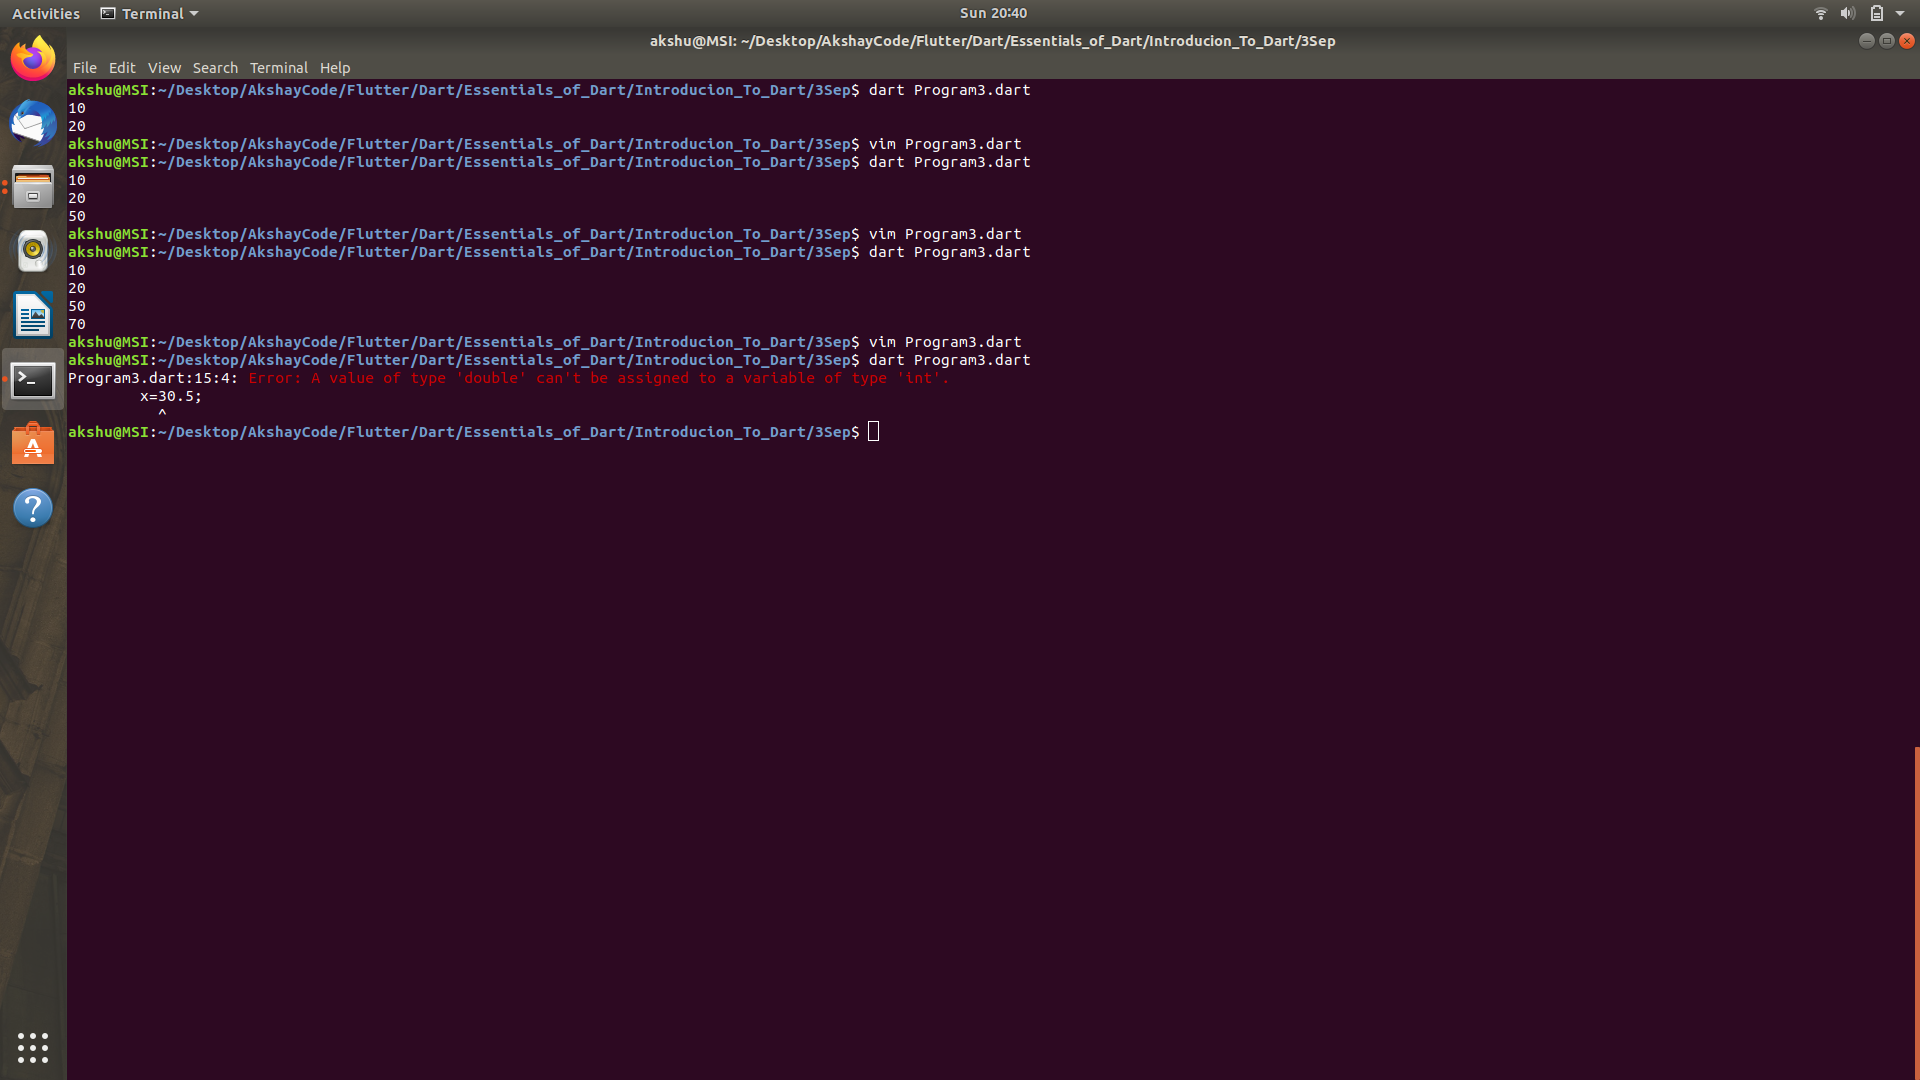 Activities Terminal Sun 20:40
akshu@MSI: ~/Desktop/AkshayCode/Flutter/Dart/Essentials_of_Dart/Introducion_To_Dart/3Sep
File Edit View Search Terminal Help
akshu@MSI:~/Desktop/AkshayCode/Flutter/Dart/Essentials_of_Dart/Introducion_To_Dart/3Sep$ dart Program3.dart
10
20
akshu@MSI:~/Desktop/AkshayCode/Flutter/Dart/Essentials_of_Dart/Introducion_To_Dart/3Sep$ vim Program3.dart
akshu@MSI:~/Desktop/AkshayCode/Flutter/Dart/Essentials_of_Dart/Introducion_To_Dart/3Sep$ dart Program3.dart
10
20
50
akshu@MSI:~/Desktop/AkshayCode/Flutter/Dart/Essentials_of_Dart/Introducion_To_Dart/3Sep$ vim Program3.dart
akshu@MSI:~/Desktop/AkshayCode/Flutter/Dart/Essentials_of_Dart/Introducion_To_Dart/3Sep$ dart Program3.dart
10
20
50
70
akshu@MSI:~/Desktop/AkshayCode/Flutter/Dart/Essentials_of_Dart/Introducion_To_Dart/3Sep$ vim Program3.dart
akshu@MSI:~/Desktop/AkshayCode/Flutter/Dart/Essentials_of_Dart/Introducion_To_Dart/3Sep$ dart Program3.dart
Program3.dart:15:4: Error: A value of type 'double' can't be assigned to a variable of type 'int'.
        x=30.5;
          ^
akshu@MSI:~/Desktop/AkshayCode/Flutter/Dart/Essentials_of_Dart/Introducion_To_Dart/3Sep$